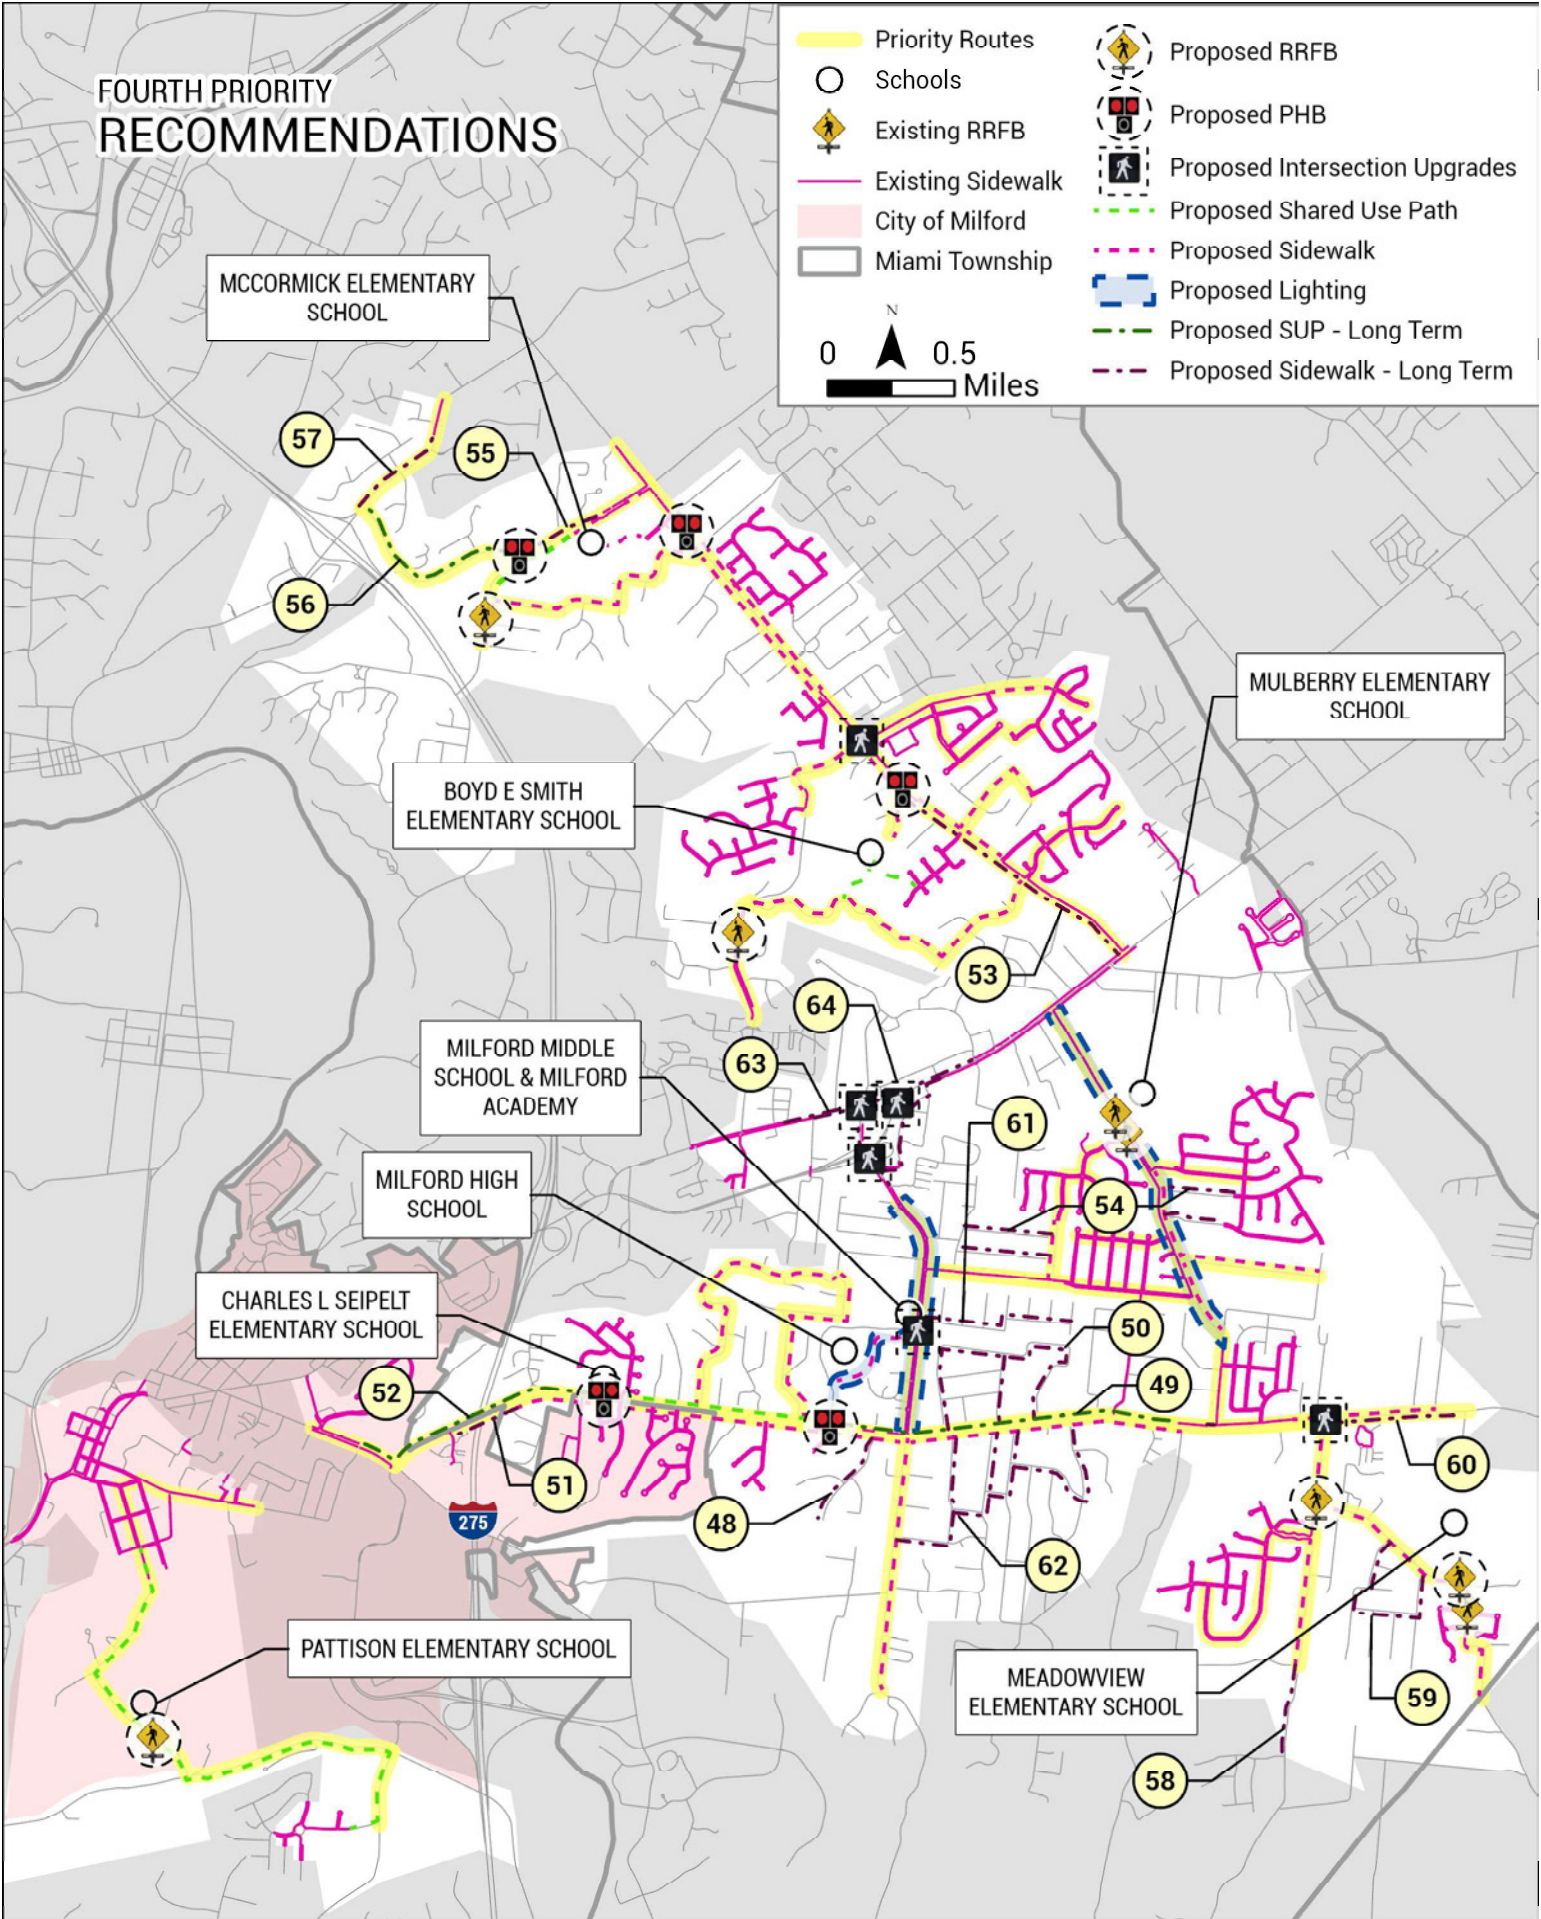 FOURTH PRIORITY
RECOMMENDATIONS
Priority Routes
Schools
Existing RRFB
Existing Sidewalk
City of Milford
Miami Township
N
0 0.5
Miles
Proposed RRFB
Proposed PHB
Proposed Intersection Upgrades
Proposed Shared Use Path
Proposed Sidewalk
Proposed Lighting
Proposed SUP - Long Term
Proposed Sidewalk - Long Term
MCCORMICK ELEMENTARY
SCHOOL
57
55
56
MULBERRY ELEMENTARY
SCHOOL
BOYD E SMITH
ELEMENTARY SCHOOL
53
64
63
MILFORD MIDDLE
SCHOOL & MILFORD
ACADEMY
61
MILFORD HIGH
SCHOOL
54
CHARLES L SEIPELT
ELEMENTARY SCHOOL
50
52
49
60
51
48
275
62
PATTISON ELEMENTARY SCHOOL
MEADOWVIEW
ELEMENTARY SCHOOL
59
58